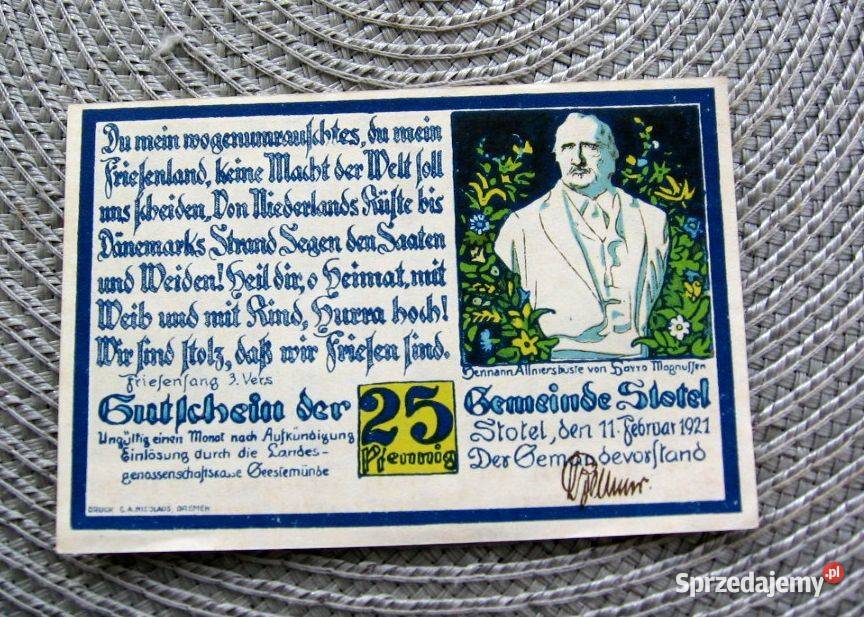 Du mein wogenumrauschtes, du mein
Friesenland, keine Macht der Welt soll
uns scheiden, Von Niederlands Küste bis
Dänemarks Strand Segen den Saaten
und Weiden! Heil dir, o Heimat, mit
Weib und mit Kind, Hurra hoch!
Wir sind stolz, daß wir Friesen sind.
Friesensang 3. Vers
Hermann Allmersbüste von Harro Magnussen
Gutschein der
25
Pfennig
Gemeinde Stotel
Ungültig einen Monat nach Aufkündigung
Einlösung durch die Landes-
genossenschaftskasse Geestemünde
Stotel, den 11. Februar 1921
Der Gemeindevorstand
DRUCK C.A. NICOLAUS, BREMEN
Sprzedajemy.pl